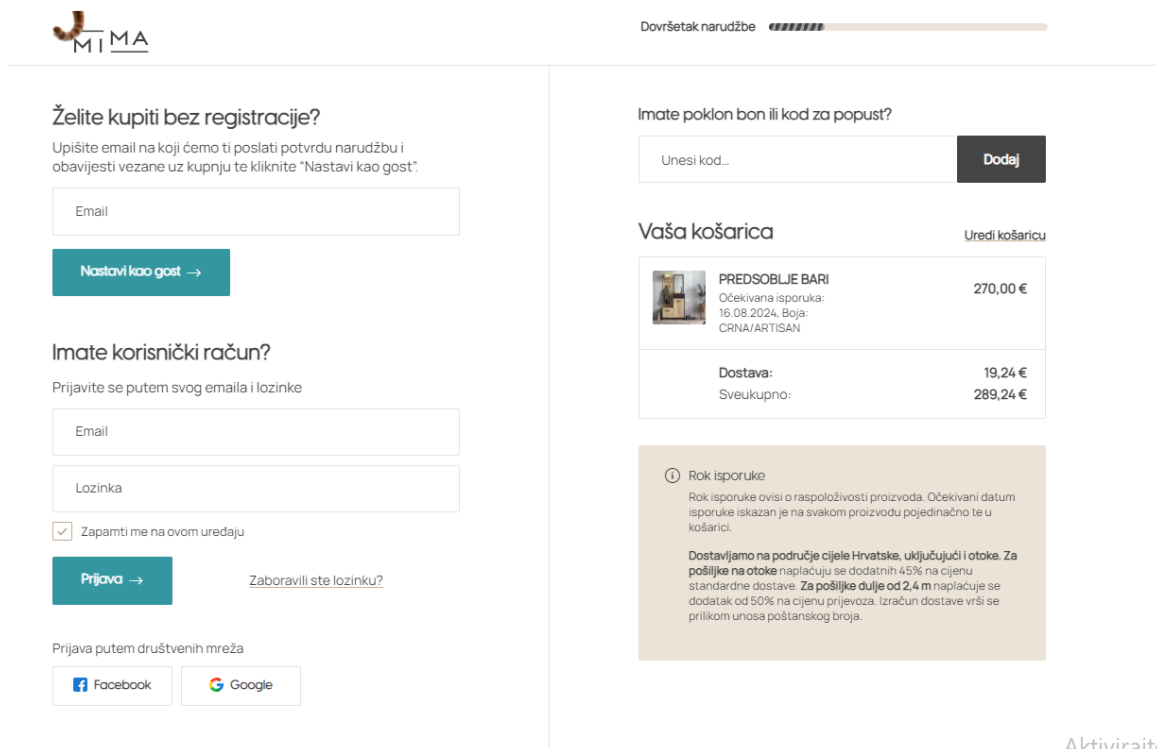 MIMA
Dovršetak narudžbe
Želite kupiti bez registracije?
Upišite email na koji ćemo ti poslati potvrdu narudžbu i
obavijesti vezane uz kupnju te kliknite “Nastavi kao gost”.
Email
Nastavi kao gost →
Imate korisnički račun?
Prijavite se putem svog emaila i lozinke
Email
Lozinka
Zapamti me na ovom uređaju
Prijava →
Zaboravili ste lozinku?
Prijava putem društvenih mreža
Facebook
Google
Imate poklon bon ili kod za popust?
Unesi kod...
Dodaj
Vaša košarica
Uredi košaricu
PREDSOBLJE BARI
270,00 €
Očekivana isporuka:
16.08.2024, Boja:
CRNA/ARTISAN
Dostava: 19,24 €
Sveukupno: 289,24 €
Rok isporuke
Rok isporuke ovisi o raspoloživosti proizvoda. Očekivani datum
isporuke iskazan je na svakom proizvodu pojedinačno te u
košarici.
Dostavljamo na područje cijele Hrvatske, uključujući i otoke. Za
pošiljke na otoke naplaćuju se dodatnih 45% na cijenu
standardne dostave. Za pošiljke dulje od 2,4 m naplaćuje se
dodatak od 50% na cijenu prijevoza. Izračun dostave vrši se
prilikom unosa poštanskog broja.